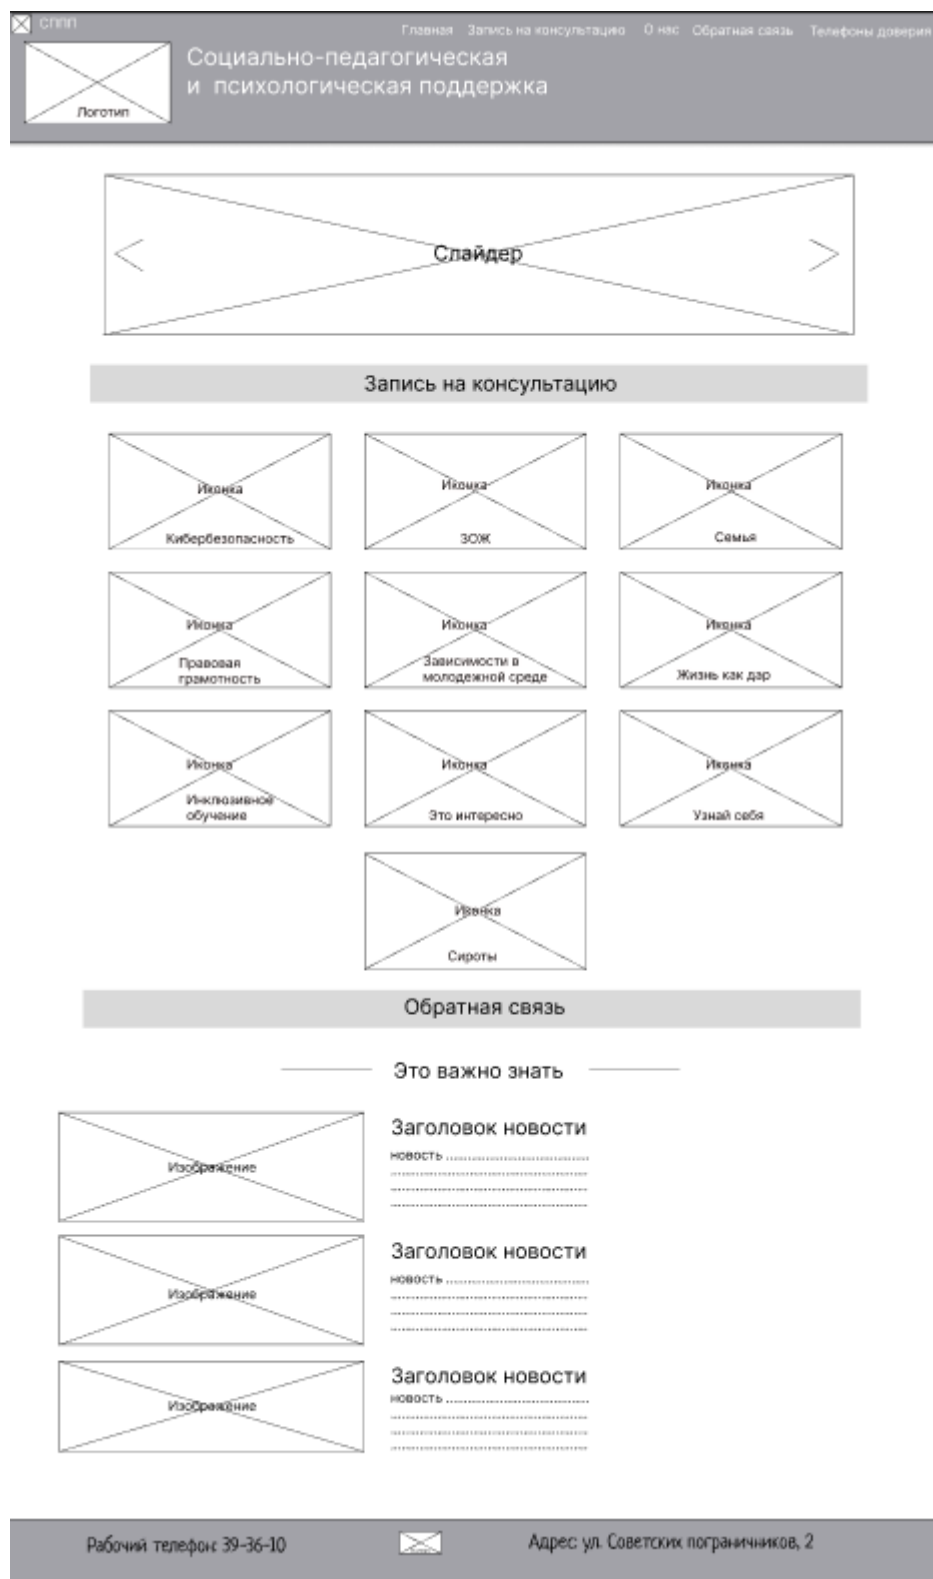 СППП
Главная Запись на консультацию О нас Обратная связь Телефоны доверия
Социально-педагогическая
и психологическая поддержка
Логотип
Слайдер
Запись на консультацию
Иконка Иконка Иконка
Кибербезопасность ЗОЖ Семья
Иконка Иконка Иконка
Правовая
грамотность
Зависимости в
молодежной среде
Жизнь как дар
Иконка Иконка Иконка
Инклюзивное
обучение
Это интересно
Узнай себя
Иконка
Сироты
Обратная связь
Это важно знать
Изображение
Заголовок новости
новость
Изображение
Заголовок новости
новость
Изображение
Заголовок новости
новость
Рабочий телефон: 39-36-10
Адрес: ул. Советских пограничников, 2